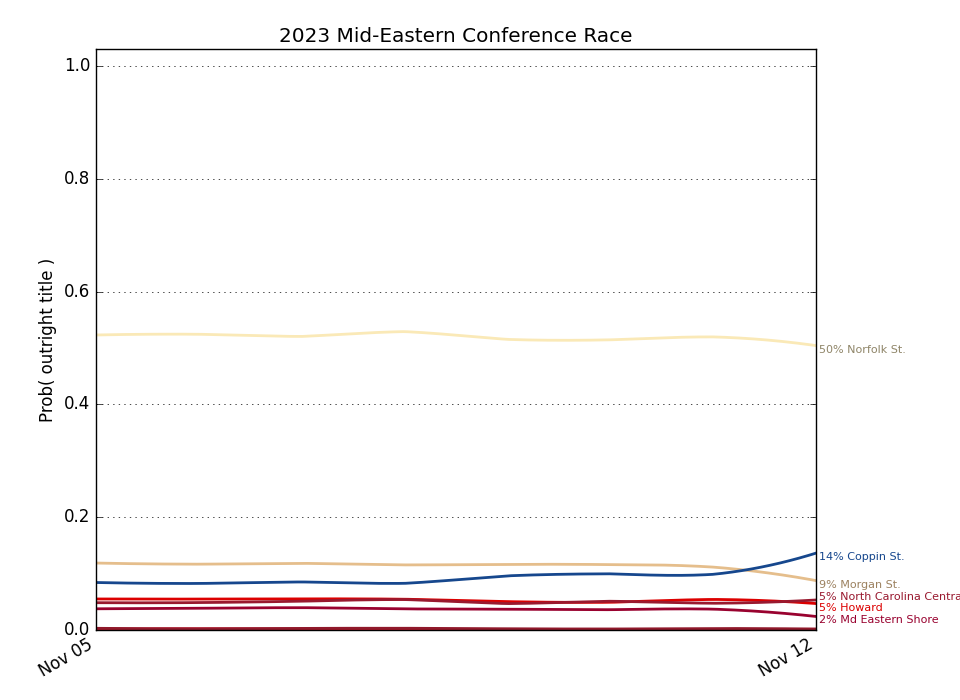 2023 Mid-Eastern Conference Race
1.0
0.8
0.6
0.4
0.2
0.0
Prob( outright title )
50% Norfolk St.
14% Coppin St.
9% Morgan St.
5% North Carolina Centra
5% Howard
2% Md Eastern Shore
Nov 05
Nov 12